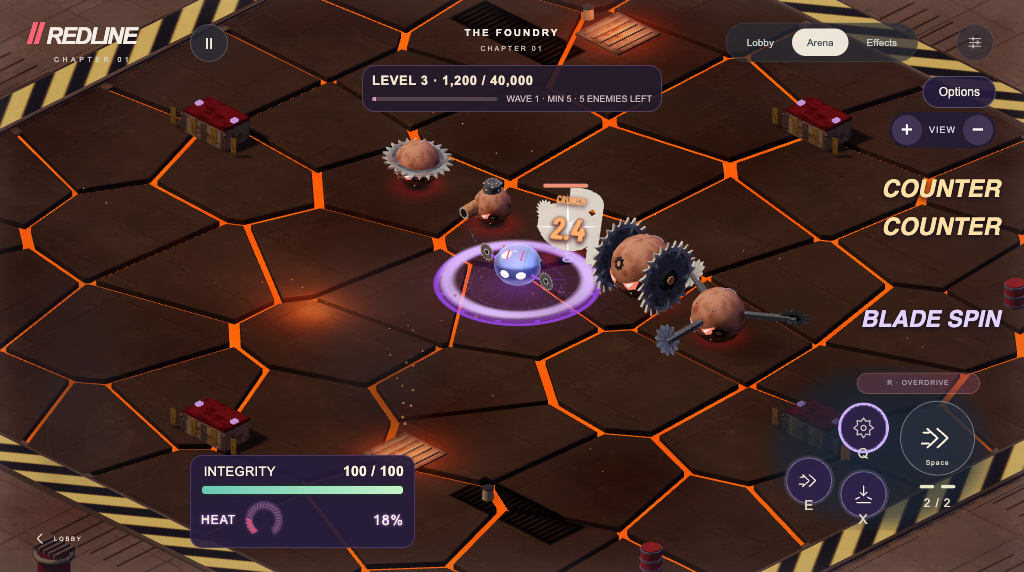 REDLINE
CHAPTER 01
THE FOUNDRY
CHAPTER 01
Lobby
Arena
Effects
LEVEL 3 · 1,200 / 40,000
WAVE 1 · MIN 5 · 5 ENEMIES LEFT
Options
+ VIEW −
COUNTER
COUNTER
CRUNCH
2.4
BLADE SPIN
R · OVERDRIVE
Q
Space
E
X
2 / 2
INTEGRITY 100 / 100
HEAT 18%
LOBBY